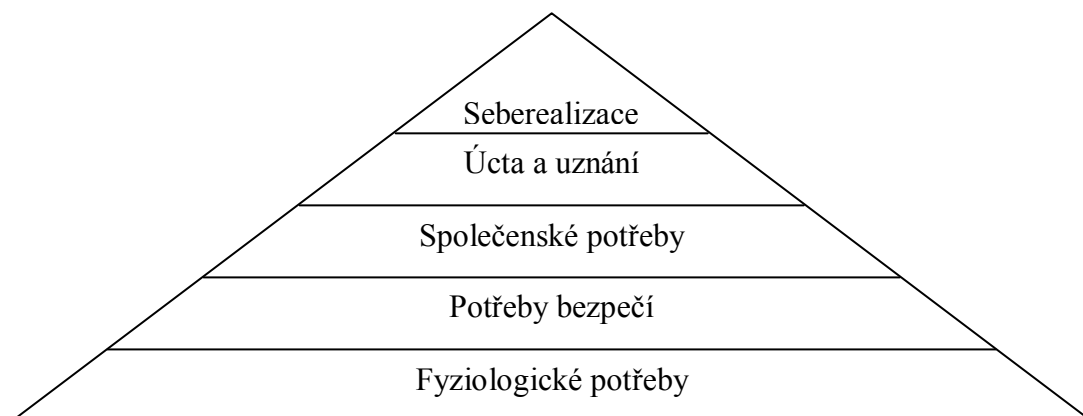 Seberealizace
Úcta a uznání
Společenské potřeby
Potřeby bezpečí
Fyziologické potřeby